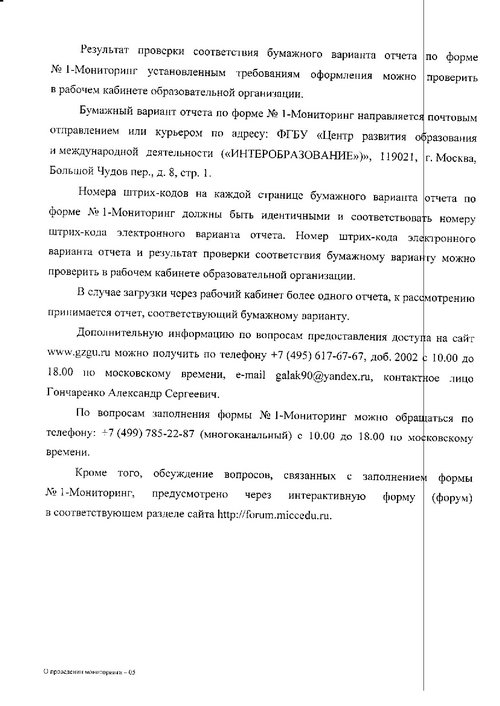 Результат проверки соответствия бумажного варианта отчета по форме
№ 1-Мониторинг установленным требованиям оформления можно проверить
в рабочем кабинете образовательной организации.
Бумажный вариант отчета по форме № 1-Мониторинг направляется почтовым
отправлением или курьером по адресу: ФГБУ «Центр развития образования
и международной деятельности («ИНТЕРОБРАЗОВАНИЕ»)», 119021, г. Москва,
Большой Чудов пер., д. 8, стр. 1.
Номера штрих-кодов на каждой странице бумажного варианта отчета по
форме № 1-Мониторинг должны быть идентичными и соответствовать номеру
штрих-кода электронного варианта отчета. Номер штрих-кода электронного
варианта отчета и результат проверки соответствия бумажному варианту можно
проверить в рабочем кабинете образовательной организации.
В случае загрузки через рабочий кабинет более одного отчета, к рассмотрению
принимается отчет, соответствующий бумажному варианту.
Дополнительную информацию по вопросам предоставления доступа на сайт
www.gzgu.ru можно получить по телефону +7 (495) 617-67-67, доб. 2002 с 10.00 до
18.00 по московскому времени, e-mail galak90@yandex.ru, контактное лицо
Гончаренко Александр Сергеевич.
По вопросам заполнения формы № 1-Мониторинг можно обращаться по
телефону: +7 (499) 785-22-87 (многоканальный) с 10.00 до 18.00 по московскому
времени.
Кроме того, обсуждение вопросов, связанных с заполнением формы
№ 1-Мониторинг, предусмотрено через интерактивную форму (форум)
в соответствующем разделе сайта http://forum.miccedu.ru.
О проведении мониторинга – 05